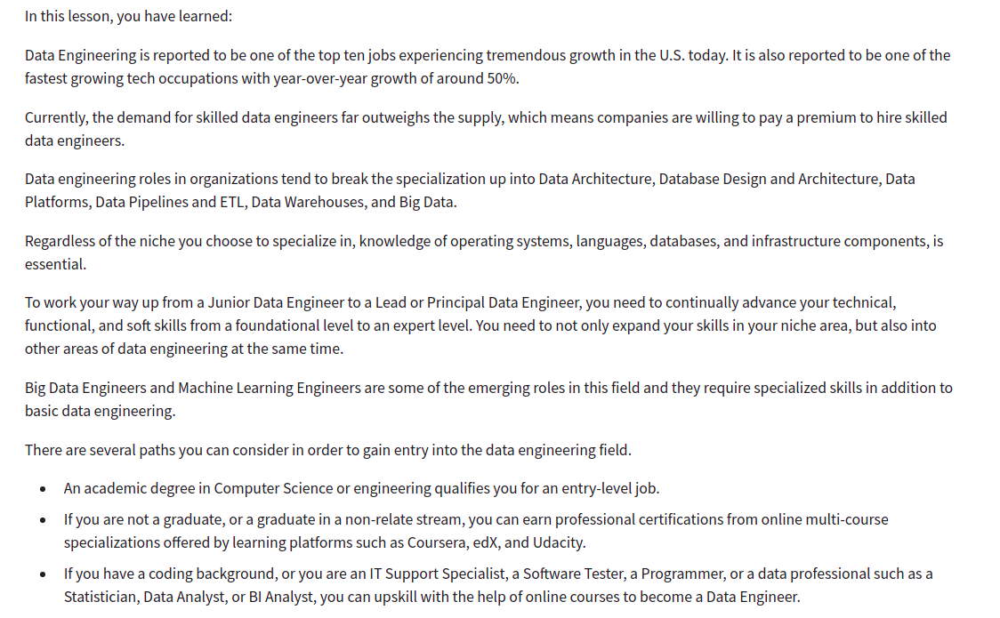 In this lesson, you have learned:
Data Engineering is reported to be one of the top ten jobs experiencing tremendous growth in the U.S. today. It is also reported to be one of the
fastest growing tech occupations with year-over-year growth of around 50%.
Currently, the demand for skilled data engineers far outweighs the supply, which means companies are willing to pay a premium to hire skilled
data engineers.
Data engineering roles in organizations tend to break the specialization up into Data Architecture, Database Design and Architecture, Data
Platforms, Data Pipelines and ETL, Data Warehouses, and Big Data.
Regardless of the niche you choose to specialize in, knowledge of operating systems, languages, databases, and infrastructure components, is
essential.
To work your way up from a Junior Data Engineer to a Lead or Principal Data Engineer, you need to continually advance your technical,
functional, and soft skills from a foundational level to an expert level. You need to not only expand your skills in your niche area, but also into
other areas of data engineering at the same time.
Big Data Engineers and Machine Learning Engineers are some of the emerging roles in this field and they require specialized skills in addition to
basic data engineering.
There are several paths you can consider in order to gain entry into the data engineering field.
• An academic degree in Computer Science or engineering qualifies you for an entry-level job.
• If you are not a graduate, or a graduate in a non-relate stream, you can earn professional certifications from online multi-course
specializations offered by learning platforms such as Coursera, edX, and Udacity.
• If you have a coding background, or you are an IT Support Specialist, a Software Tester, a Programmer, or a data professional such as a
Statistician, Data Analyst, or BI Analyst, you can upskill with the help of online courses to become a Data Engineer.